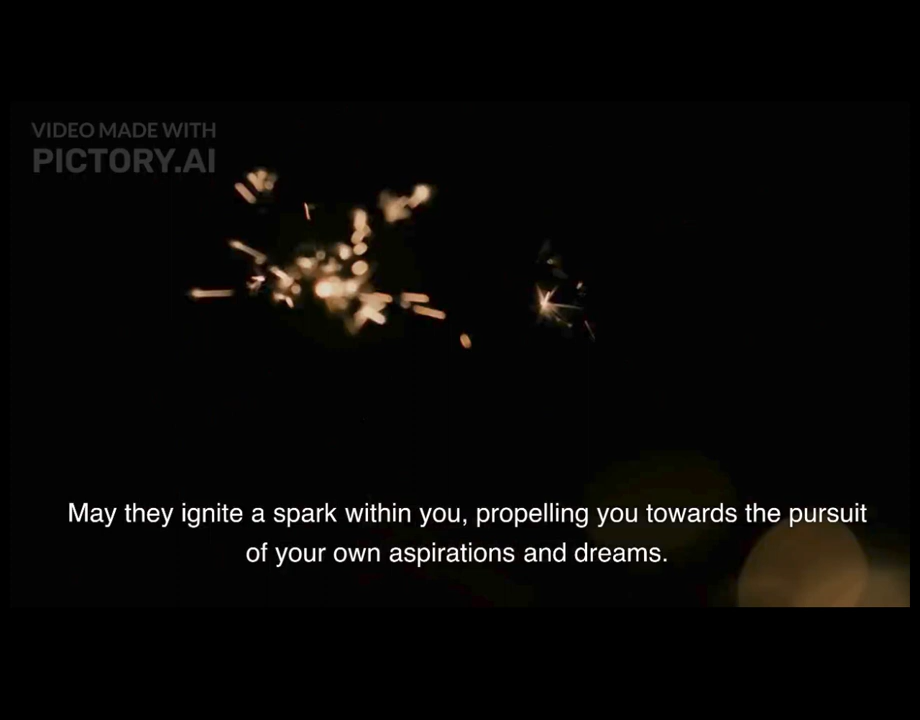 VIDEO MADE WITH
PICTORY.AI
May they ignite a spark within you, propelling you towards the pursuit
of your own aspirations and dreams.